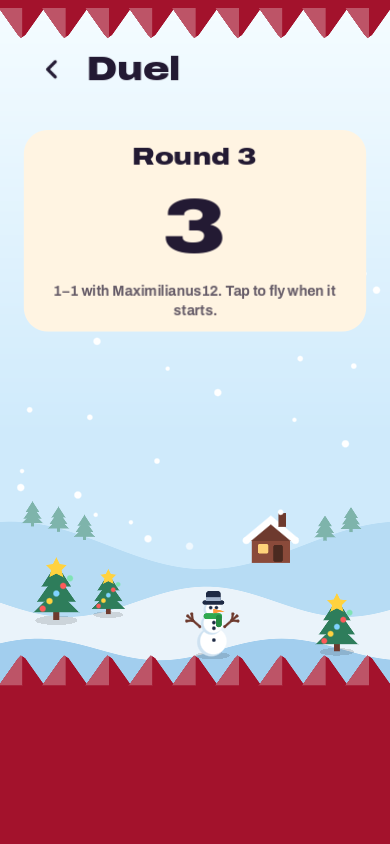 Duel
Round 3
3
1–1 with Maximilianus12. Tap to fly when it
starts.